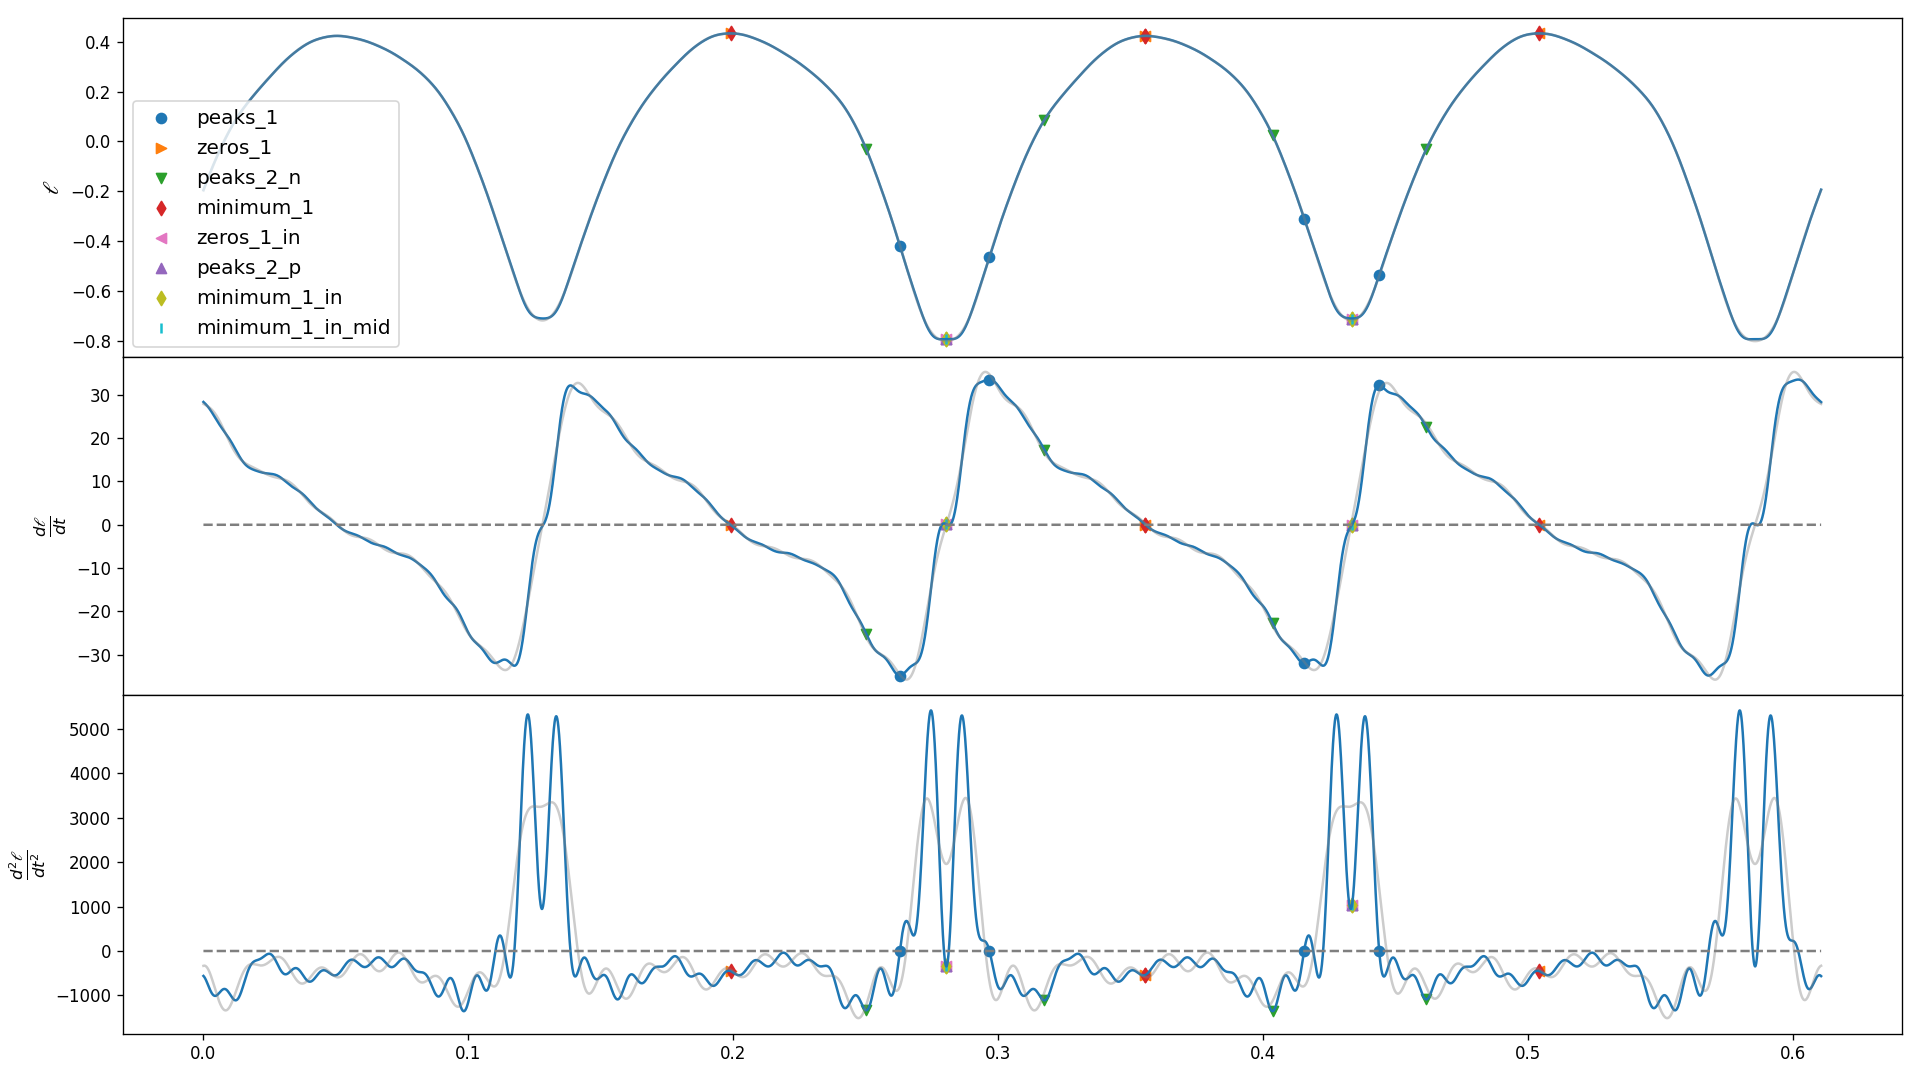 0.4
0.2
0.0
−0.2
−0.4
−0.6
−0.8
ℓ
peaks_1
zeros_1
peaks_2_n
minimum_1
zeros_1_in
peaks_2_p
minimum_1_in
minimum_1_in_mid
30
20
10
0
−10
−20
−30
dℓ
dt
5000
4000
3000
2000
1000
0
−1000
d²ℓ
dt²
0.0 0.1 0.2 0.3 0.4 0.5 0.6